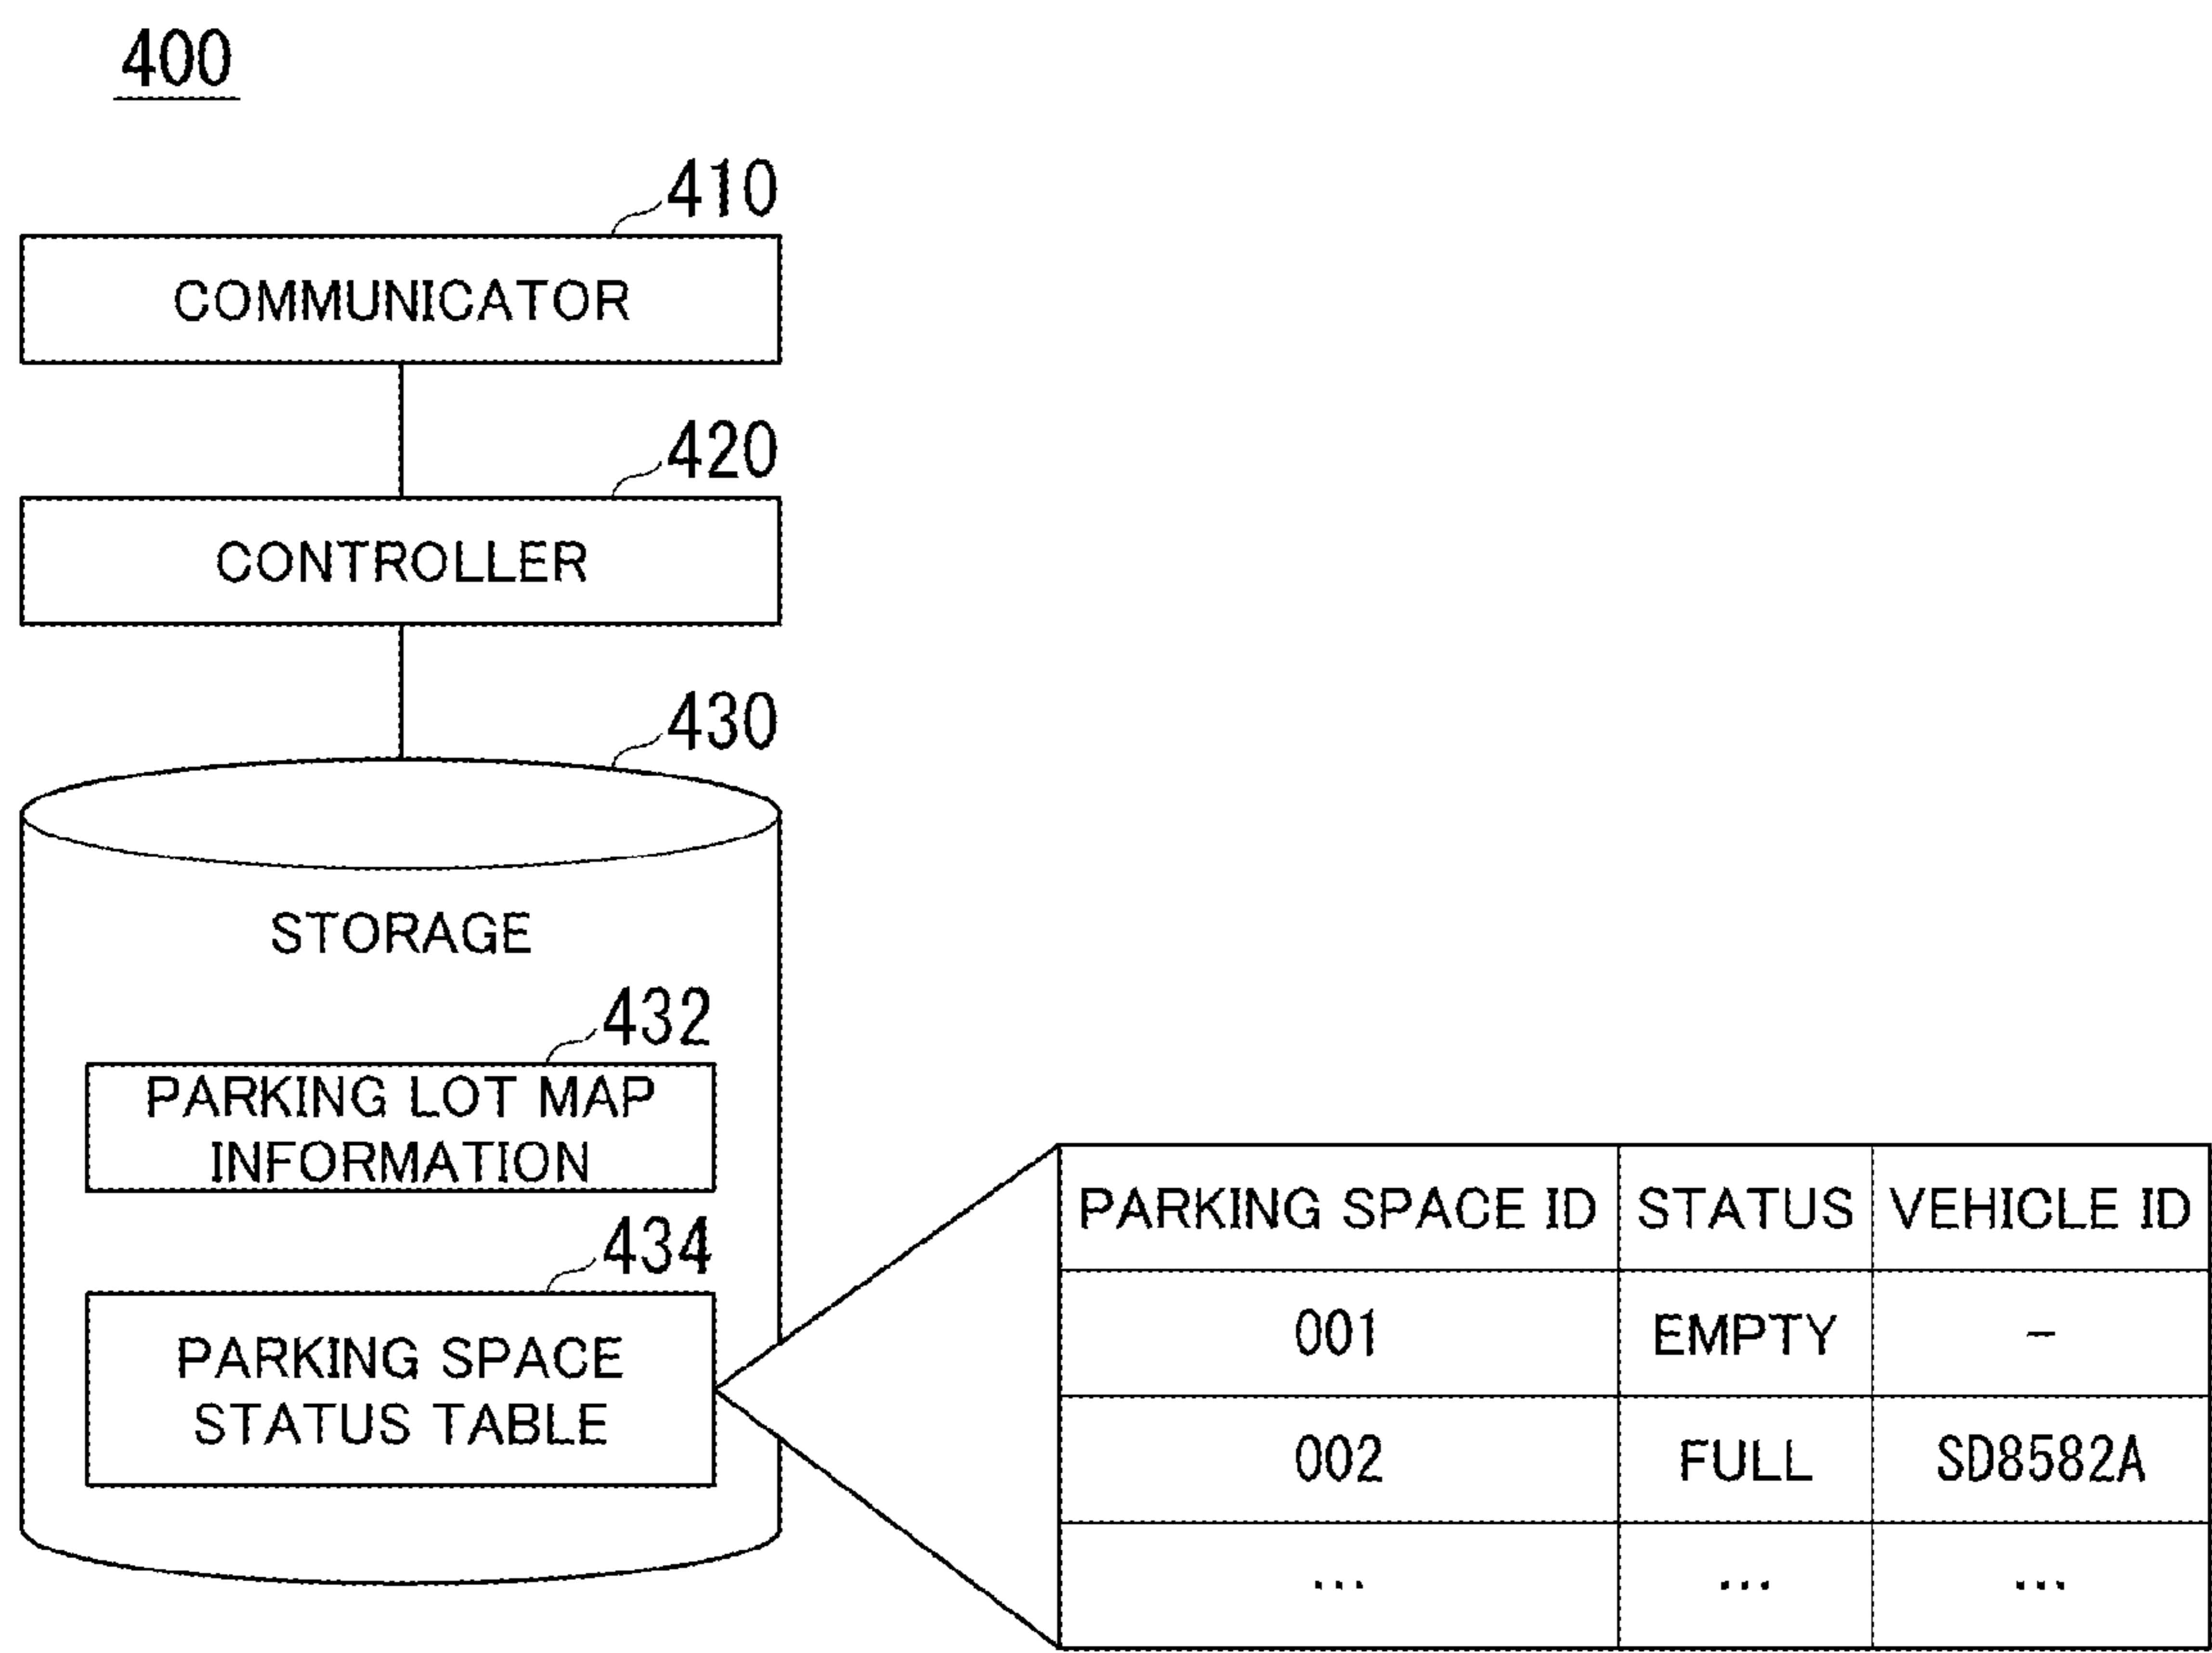 400
410
COMMUNICATOR
420
CONTROLLER
430
STORAGE
432
PARKING LOT MAP
INFORMATION
434
PARKING SPACE
STATUS TABLE
PARKING SPACE ID STATUS VEHICLE ID
001 EMPTY -
002 FULL SD8582A
... ... ...